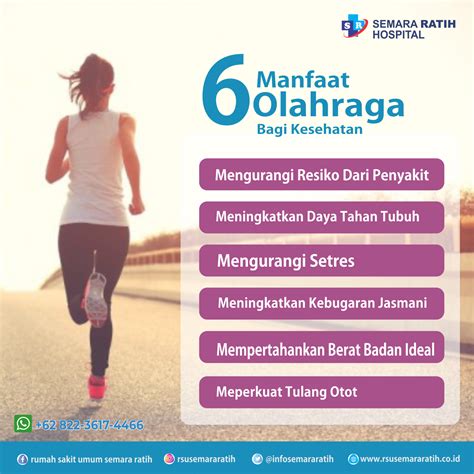 SEMARA RATIH
HOSPITAL
6 Manfaat
Olahraga
Bagi Kesehatan
Mengurangi Resiko Dari Penyakit
Meningkatkan Daya Tahan Tubuh
Mengurangi Setres
Meningkatkan Kebugaran Jasmani
Mempertahankan Berat Badan Ideal
Meperkuat Tulang Otot
+62 822-3617-4466
rumah sakit umum semara ratih
rsusemararatih
@infosemararatih
www.rsusemararatih.co.id